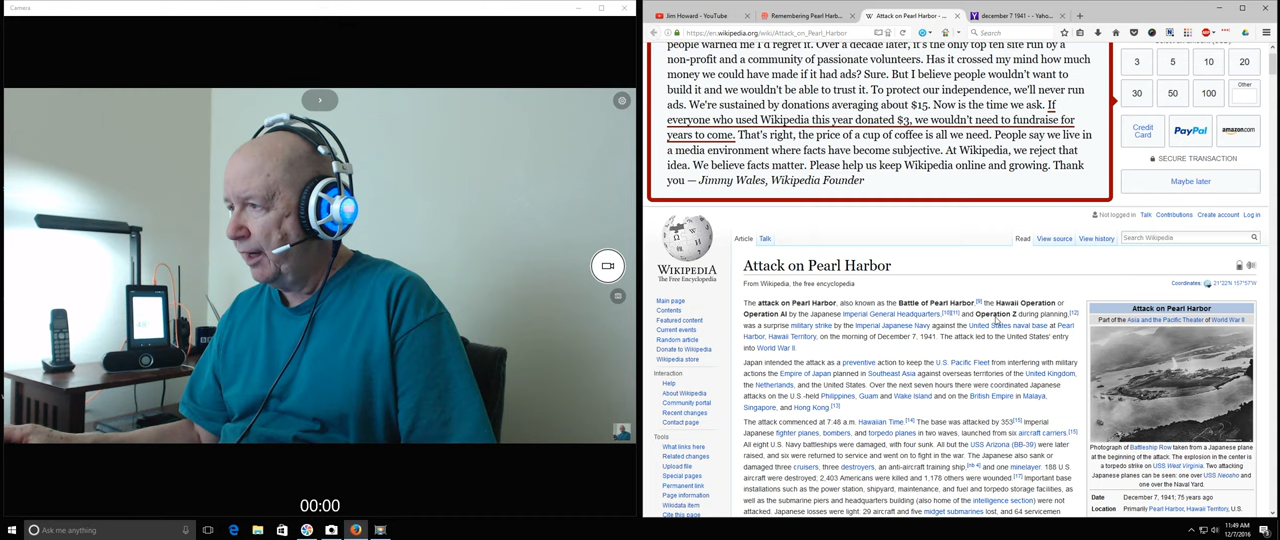 Camera
00:00
Jim Howard - YouTube
Remembering Pearl Harb...
Attack on Pearl Harbor - ...
december 7 1941 - - Yaho...
https://en.wikipedia.org/wiki/Attack_on_Pearl_Harbor
Search
people warned me I'd regret it. Over a decade later, it's the only top ten site run by a
non-profit and a community of passionate volunteers. Has it crossed my mind how much
money we could have made if it had ads? Sure. But I believe people wouldn't want to
build it and we wouldn't be able to trust it. To protect our independence, we'll never run
ads. We're sustained by donations averaging about $15. Now is the time we ask. If
everyone who used Wikipedia this year donated $3, we wouldn't need to fundraise for
years to come. That's right, the price of a cup of coffee is all we need. People say we live in
a media environment where facts have become subjective. At Wikipedia, we reject that
idea. We believe facts matter. Please help us keep Wikipedia online and growing. Thank
you — Jimmy Wales, Wikipedia Founder
3 5 10 20
30 50 100 Other
Credit Card PayPal amazon.com
SECURE TRANSACTION
Maybe later
Not logged in Talk Contributions Create account Log in
Article Talk Read View source View history Search Wikipedia
WIKIPEDIA
The Free Encyclopedia
Main page
Contents
Featured content
Current events
Random article
Donate to Wikipedia
Wikipedia store
Interaction
Help
About Wikipedia
Community portal
Recent changes
Contact page
Tools
What links here
Related changes
Upload file
Special pages
Permanent link
Page information
Wikidata item
Cite this page
Attack on Pearl Harbor
From Wikipedia, the free encyclopedia
Coordinates: 21°22′N 157°57′W
The attack on Pearl Harbor, also known as the Battle of Pearl Harbor,[9] the Hawaii Operation or
Operation AI by the Japanese Imperial General Headquarters,[10][11] and Operation Z during planning,[12]
was a surprise military strike by the Imperial Japanese Navy against the United States naval base at Pearl
Harbor, Hawaii Territory, on the morning of December 7, 1941. The attack led to the United States' entry
into World War II.
Japan intended the attack as a preventive action to keep the U.S. Pacific Fleet from interfering with military
actions the Empire of Japan planned in Southeast Asia against overseas territories of the United Kingdom,
the Netherlands, and the United States. Over the next seven hours there were coordinated Japanese
attacks on the U.S.-held Philippines, Guam and Wake Island and on the British Empire in Malaya,
Singapore, and Hong Kong.[13]
The attack commenced at 7:48 a.m. Hawaiian Time.[14] The base was attacked by 353[15] Imperial
Japanese fighter planes, bombers, and torpedo planes in two waves, launched from six aircraft carriers.[15]
All eight U.S. Navy battleships were damaged, with four sunk. All but the USS Arizona (BB-39) were later
raised, and six were returned to service and went on to fight in the war. The Japanese also sank or
damaged three cruisers, three destroyers, an anti-aircraft training ship,[nb 4] and one minelayer. 188 U.S.
aircraft were destroyed; 2,403 Americans were killed and 1,178 others were wounded.[17] Important base
installations such as the power station, shipyard, maintenance, and fuel and torpedo storage facilities, as
well as the submarine piers and headquarters building (also home of the intelligence section) were not
attacked. Japanese losses were light: 29 aircraft and five midget submarines lost, and 64 servicemen
Attack on Pearl Harbor
Part of the Asia and the Pacific Theater of World War II
Photograph of Battleship Row taken from a Japanese plane
at the beginning of the attack. The explosion in the center is
a torpedo strike on USS West Virginia. Two attacking
Japanese planes can be seen: one over USS Neosho and
one over the Naval Yard.
Date December 7, 1941; 75 years ago
Location Primarily Pearl Harbor, Hawaii Territory, U.S.
Ask me anything
11:49 AM
12/7/2016